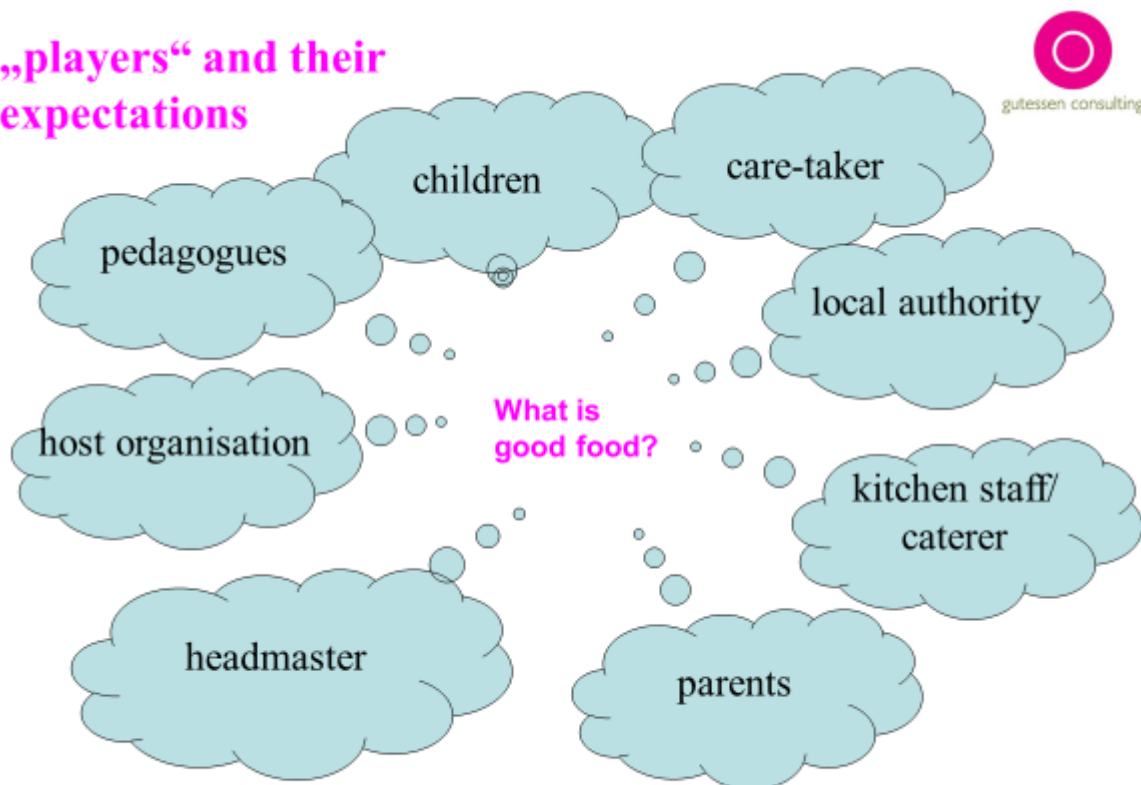 „players“ and their
expectations
gutessen consulting
children
care-taker
pedagogues
local authority
host organisation
What is
good food?
kitchen staff/
caterer
headmaster
parents